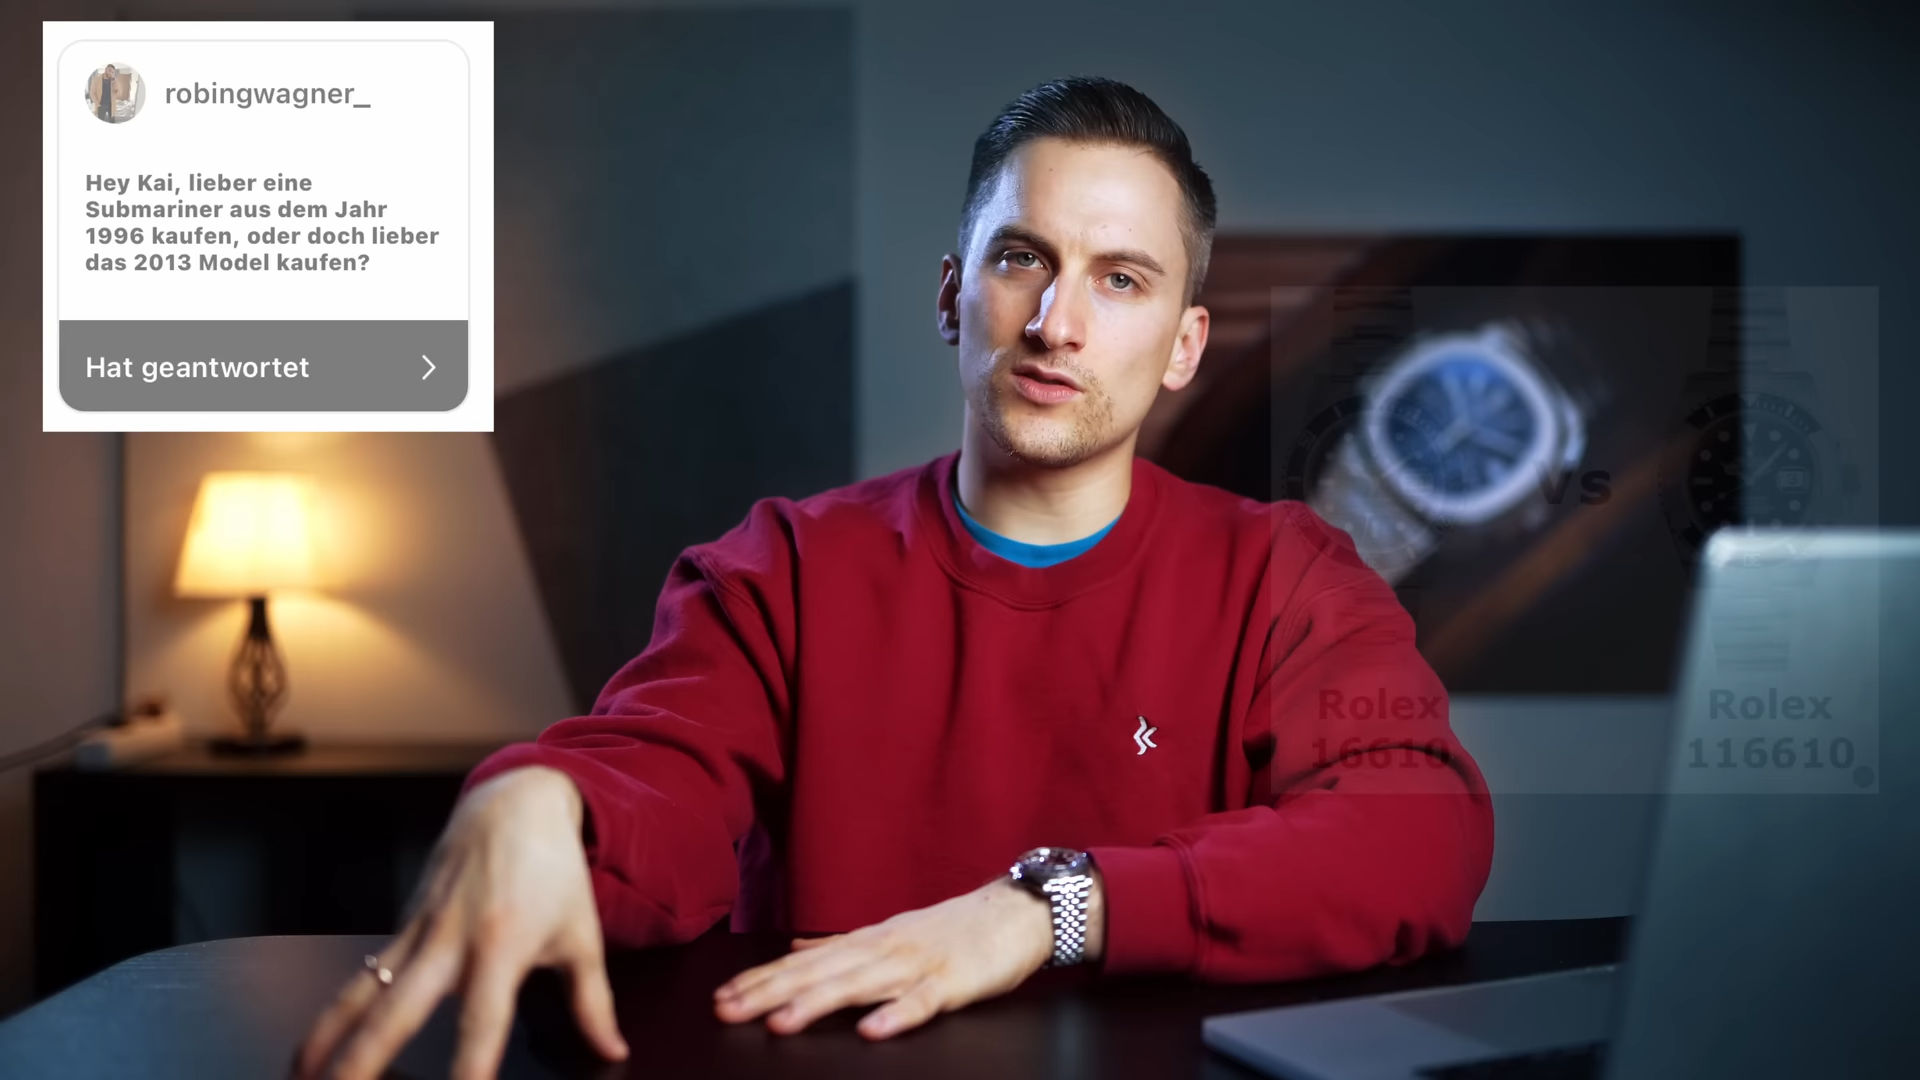 robingwagner_
Hey Kai, lieber eine
Submariner aus dem Jahr
1996 kaufen, oder doch lieber
das 2013 Model kaufen?
Hat geantwortet
vs
Rolex
16610
Rolex
116610